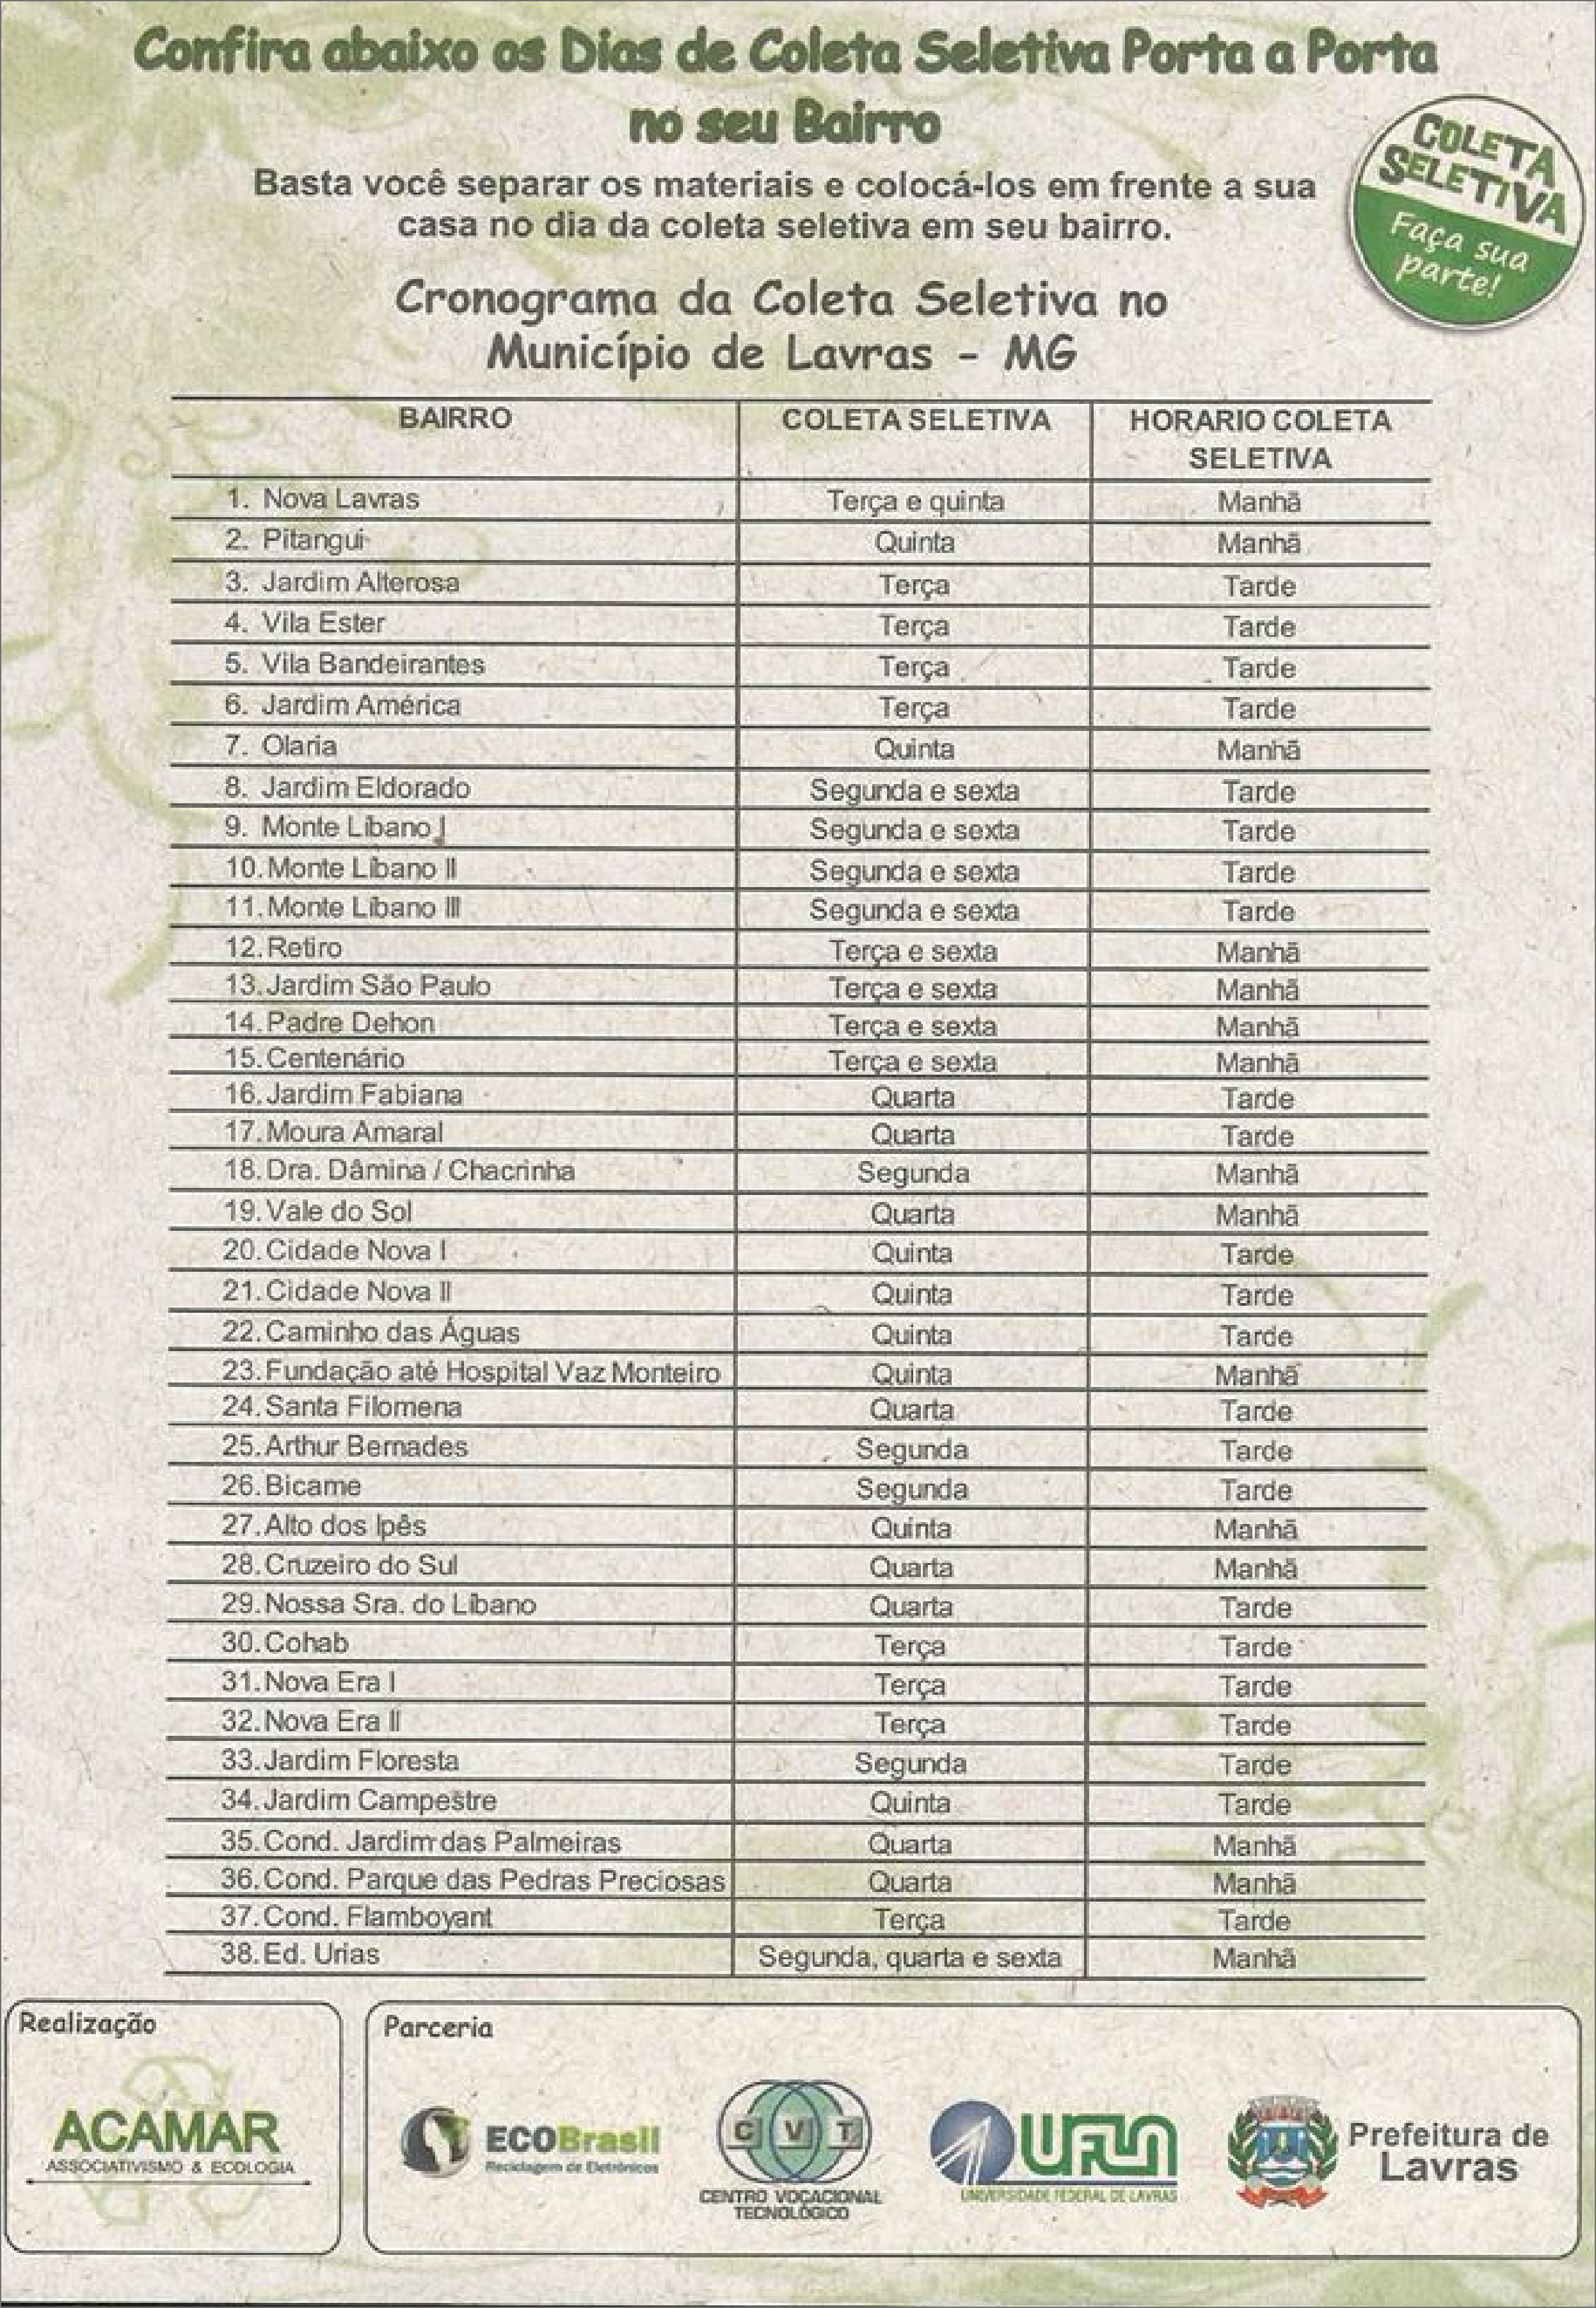 Confira abaixo os Dias de Coleta Seletiva Porta a Porta
no seu Bairro
Basta você separar os materiais e colocá-los em frente a sua
casa no dia da coleta seletiva em seu bairro.
COLETA
SELETIVA
Faça sua
parte!
Cronograma da Coleta Seletiva no
Município de Lavras - MG
BAIRRO COLETA SELETIVA HORARIO COLETA
SELETIVA
1. Nova Lavras Terça e quinta Manhã
2. Pitangui Quinta Manhã
3. Jardim Alterosa Terça Tarde
4. Vila Ester Terça Tarde
5. Vila Bandeirantes Terça Tarde
6. Jardim América Terça Tarde
7. Olaria Quinta Manhã
8. Jardim Eldorado Segunda e sexta Tarde
9. Monte Líbano I Segunda e sexta Tarde
10. Monte Líbano II Segunda e sexta Tarde
11. Monte Líbano III Segunda e sexta Tarde
12. Retiro Terça e sexta Manhã
13. Jardim São Paulo Terça e sexta Manhã
14. Padre Dehon Terça e sexta Manhã
15. Centenário Terça e sexta Manhã
16. Jardim Fabiana Quarta Tarde
17. Moura Amaral Quarta Tarde
18. Dra. Dâmina / Chacrinha Segunda Manhã
19. Vale do Sol Quarta Manhã
20. Cidade Nova I Quinta Tarde
21. Cidade Nova II Quinta Tarde
22. Caminho das Águas Quinta Tarde
23. Fundação até Hospital Vaz Monteiro Quinta Manhã
24. Santa Filomena Quarta Tarde
25. Arthur Bernades Segunda Tarde
26. Bicame Segunda Tarde
27. Alto dos Ipês Quinta Manhã
28. Cruzeiro do Sul Quarta Manhã
29. Nossa Sra. do Líbano Quarta Tarde
30. Cohab Terça Tarde
31. Nova Era I Terça Tarde
32. Nova Era II Terça Tarde
33. Jardim Floresta Segunda Tarde
34. Jardim Campestre Quinta Tarde
35. Cond. Jardim das Palmeiras Quarta Manhã
36. Cond. Parque das Pedras Preciosas Quarta Manhã
37. Cond. Flamboyant Terça Tarde
38. Ed. Urias Segunda, quarta e sexta Manhã
Realização
ACAMAR
ASSOCIATIVISMO & ECOLOGIA
Parceria
ECOBrasil
Reciclagem de Eletrônicos
CVT
CENTRO VOCACIONAL
TECNOLÓGICO
UFLA
UNIVERSIDADE FEDERAL DE LAVRAS
Prefeitura de
Lavras